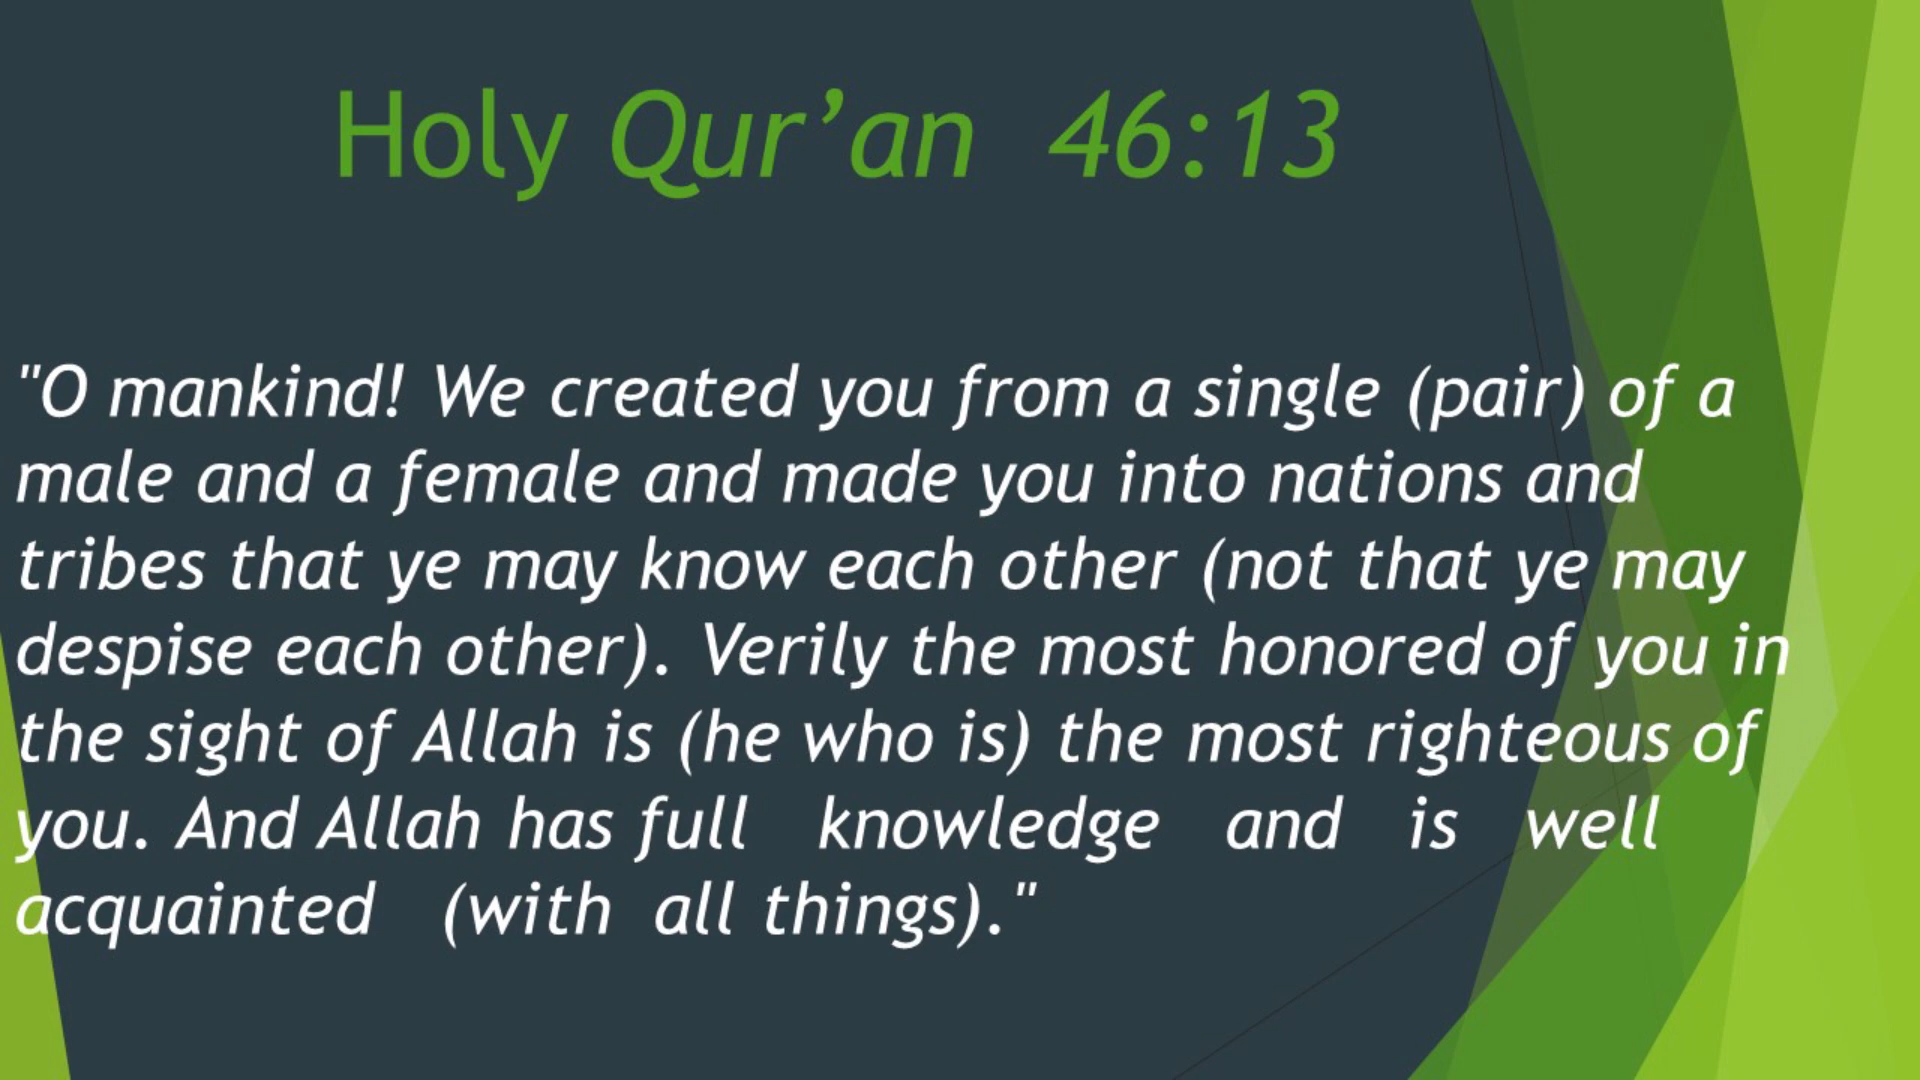 Holy Qur’an 46:13
"O mankind! We created you from a single (pair) of a
male and a female and made you into nations and
tribes that ye may know each other (not that ye may
despise each other). Verily the most honored of you in
the sight of Allah is (he who is) the most righteous of
you. And Allah has full knowledge and is well
acquainted (with all things)."